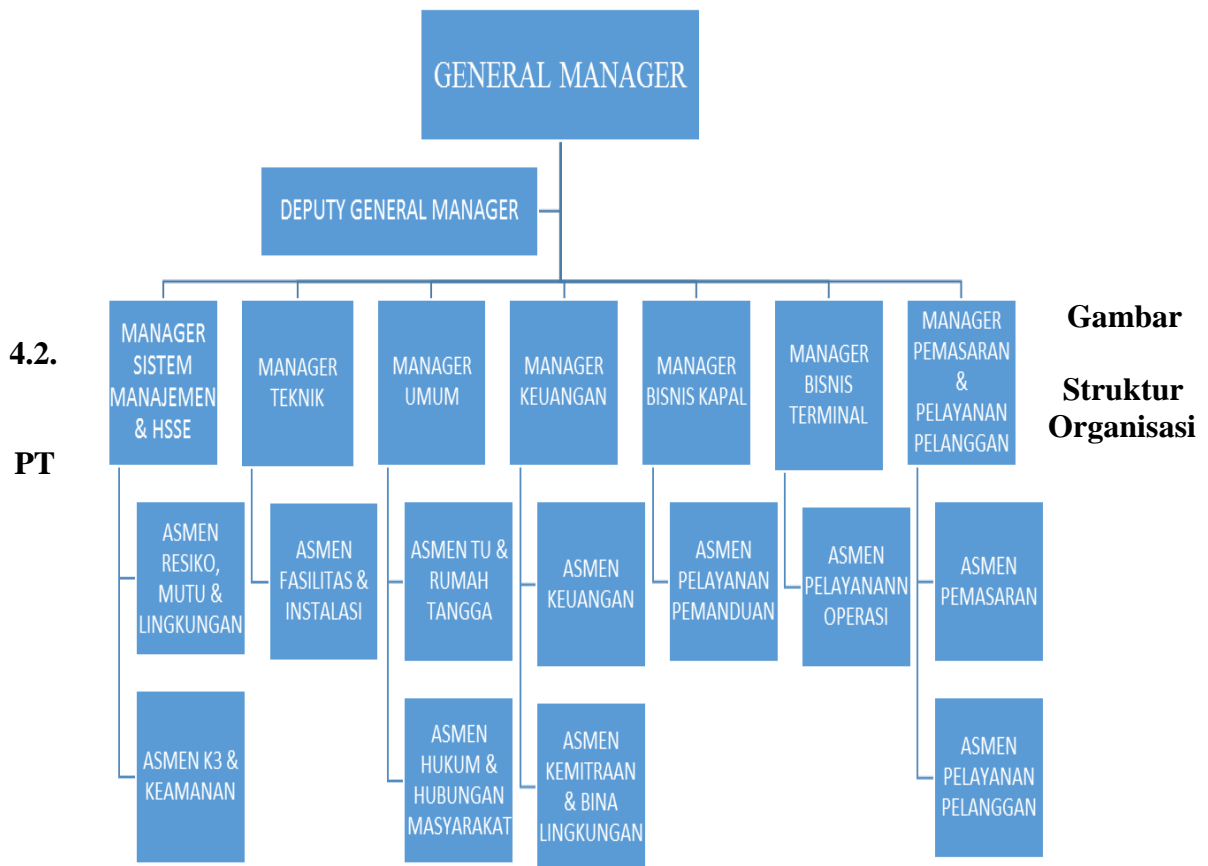 GENERAL MANAGER
DEPUTY GENERAL MANAGER
MANAGER
SISTEM
MANAJEMEN
& HSSE
MANAGER
TEKNIK
MANAGER
UMUM
MANAGER
KEUANGAN
MANAGER
BISNIS KAPAL
MANAGER
BISNIS
TERMINAL
MANAGER
PEMASARAN
&
PELAYANAN
PELANGGAN
ASMEN
RESIKO,
MUTU &
LINGKUNGAN
ASMEN
FASILITAS &
INSTALASI
ASMEN TU &
RUMAH
TANGGA
ASMEN
KEUANGAN
ASMEN
PELAYANAN
PEMANDUAN
ASMEN
PELAYANANN
OPERASI
ASMEN
PEMASARAN
ASMEN K3 &
KEAMANAN
ASMEN
HUKUM &
HUBUNGAN
MASYARAKAT
ASMEN
KEMITRAAN
& BINA
LINGKUNGAN
ASMEN
PELAYANAN
PELANGGAN
Gambar
4.2.
Struktur
Organisasi
PT